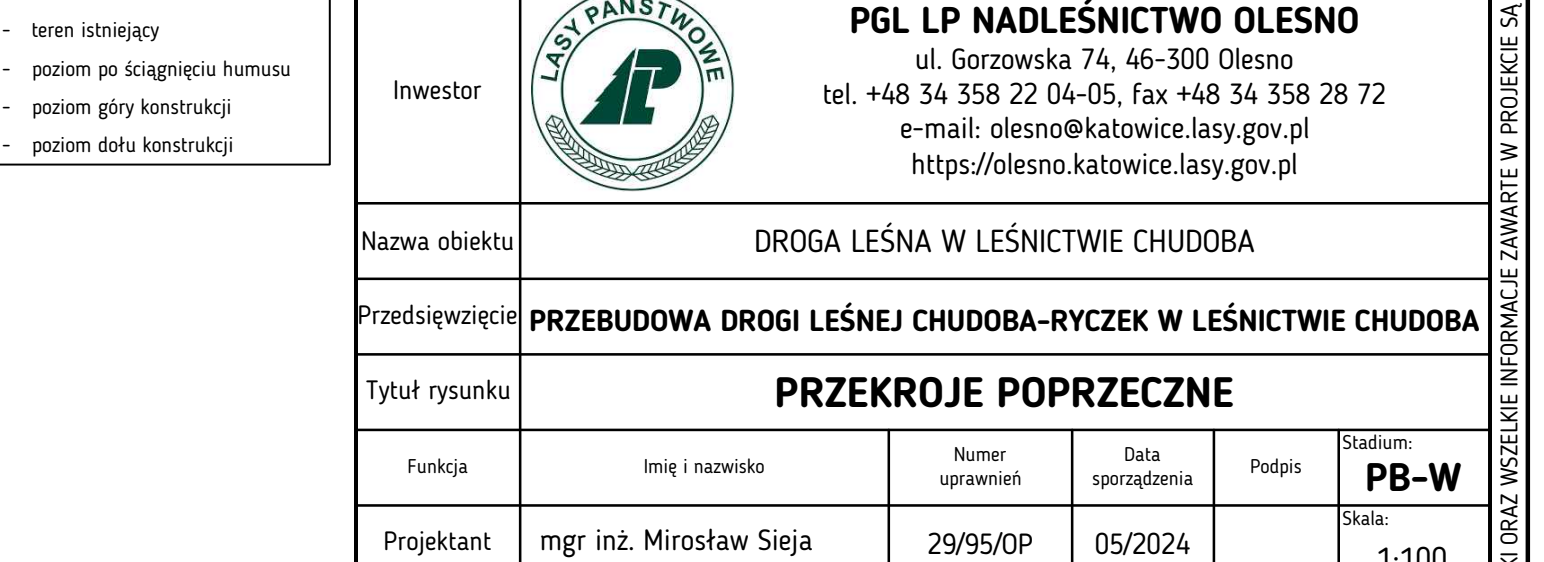 - teren istniejący
- poziom po ściągnięciu humusu
- poziom góry konstrukcji
- poziom dołu konstrukcji
Inwestor
LASY PAŃSTWOWE
LP
PGL LP NADLEŚNICTWO OLESNO
ul. Gorzowska 74, 46-300 Olesno
tel. +48 34 358 22 04-05, fax +48 34 358 28 72
e-mail: olesno@katowice.lasy.gov.pl
https://olesno.katowice.lasy.gov.pl
Nazwa obiektu
DROGA LEŚNA W LEŚNICTWIE CHUDOBA
Przedsięwzięcie
PRZEBUDOWA DROGI LEŚNEJ CHUDOBA-RYCZEK W LEŚNICTWIE CHUDOBA
Tytuł rysunku
PRZEKROJE POPRZECZNE
Funkcja
Imię i nazwisko
Numer
uprawnień
Data
sporządzenia
Podpis
Stadium:
PB-W
Projektant
mgr inż. Mirosław Sieja
29/95/OP
05/2024
Skala:
1:100
KI ORAZ WSZELKIE INFORMACJE ZAWARTE W PROJEKCIE SĄ